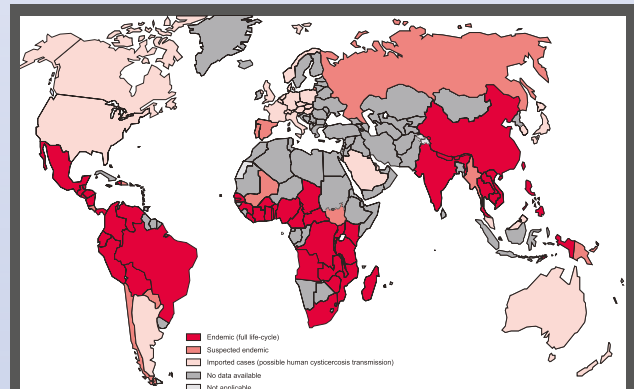 Endemic (full life-cycle)
Suspected endemic
Imported cases (possible human cysticercosis transmission)
No data available
Not applicable